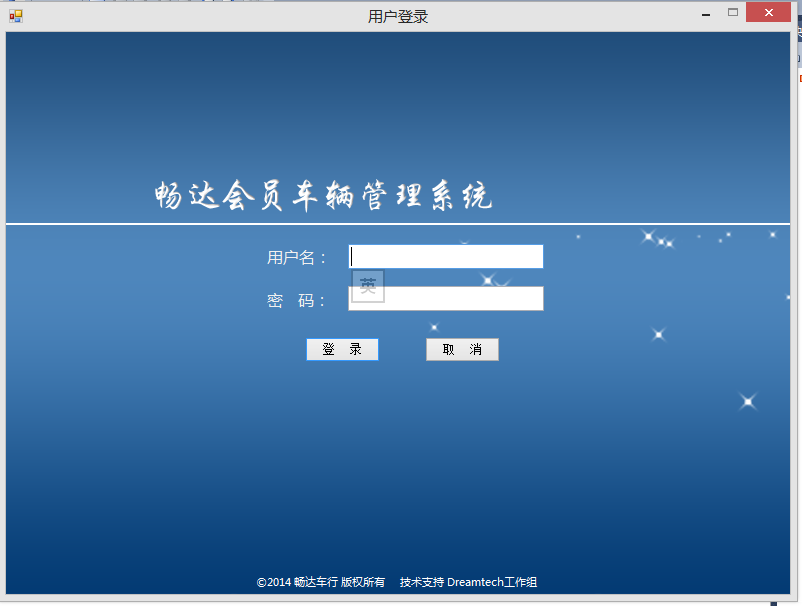 用户登录
畅达会员车辆管理系统
用户名：
英
密 码：
登 录 取 消
©2014 畅达车行 版权所有 技术支持 Dreamtech工作组